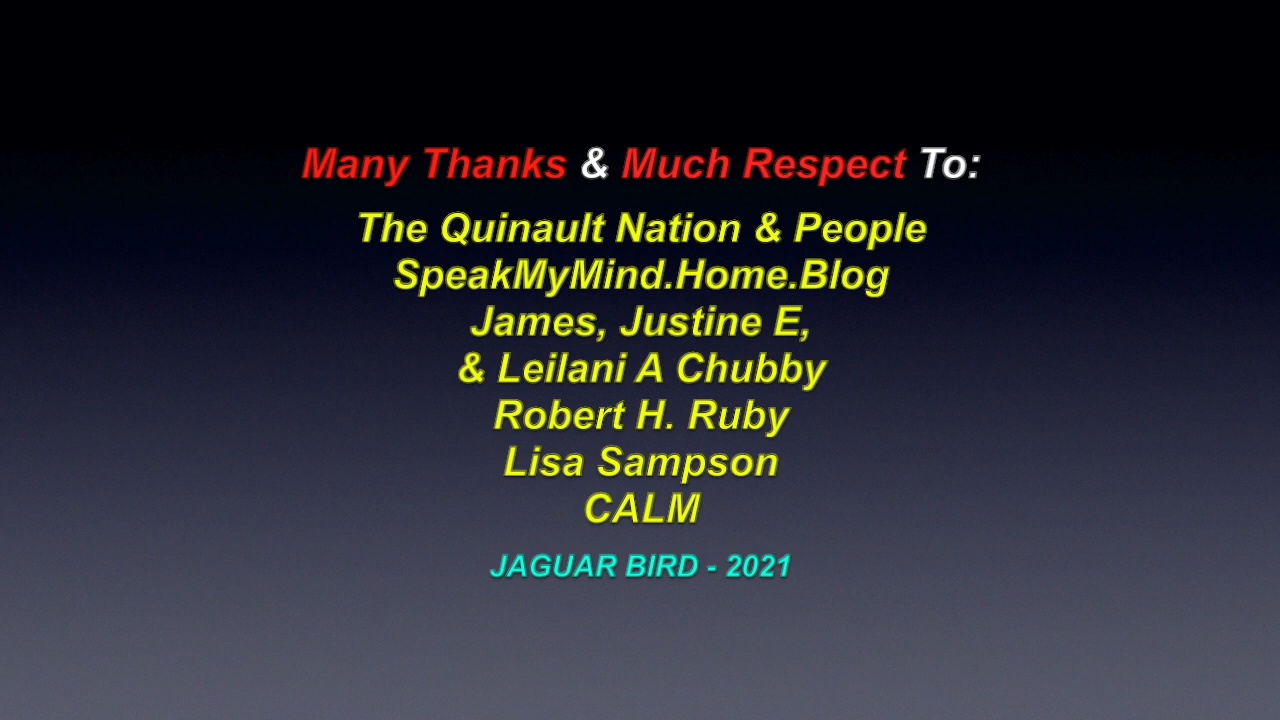 Many Thanks & Much Respect To:
The Quinault Nation & People
SpeakMyMind.Home.Blog
James, Justine E,
& Leilani A Chubby
Robert H. Ruby
Lisa Sampson
CALM
JAGUAR BIRD - 2021